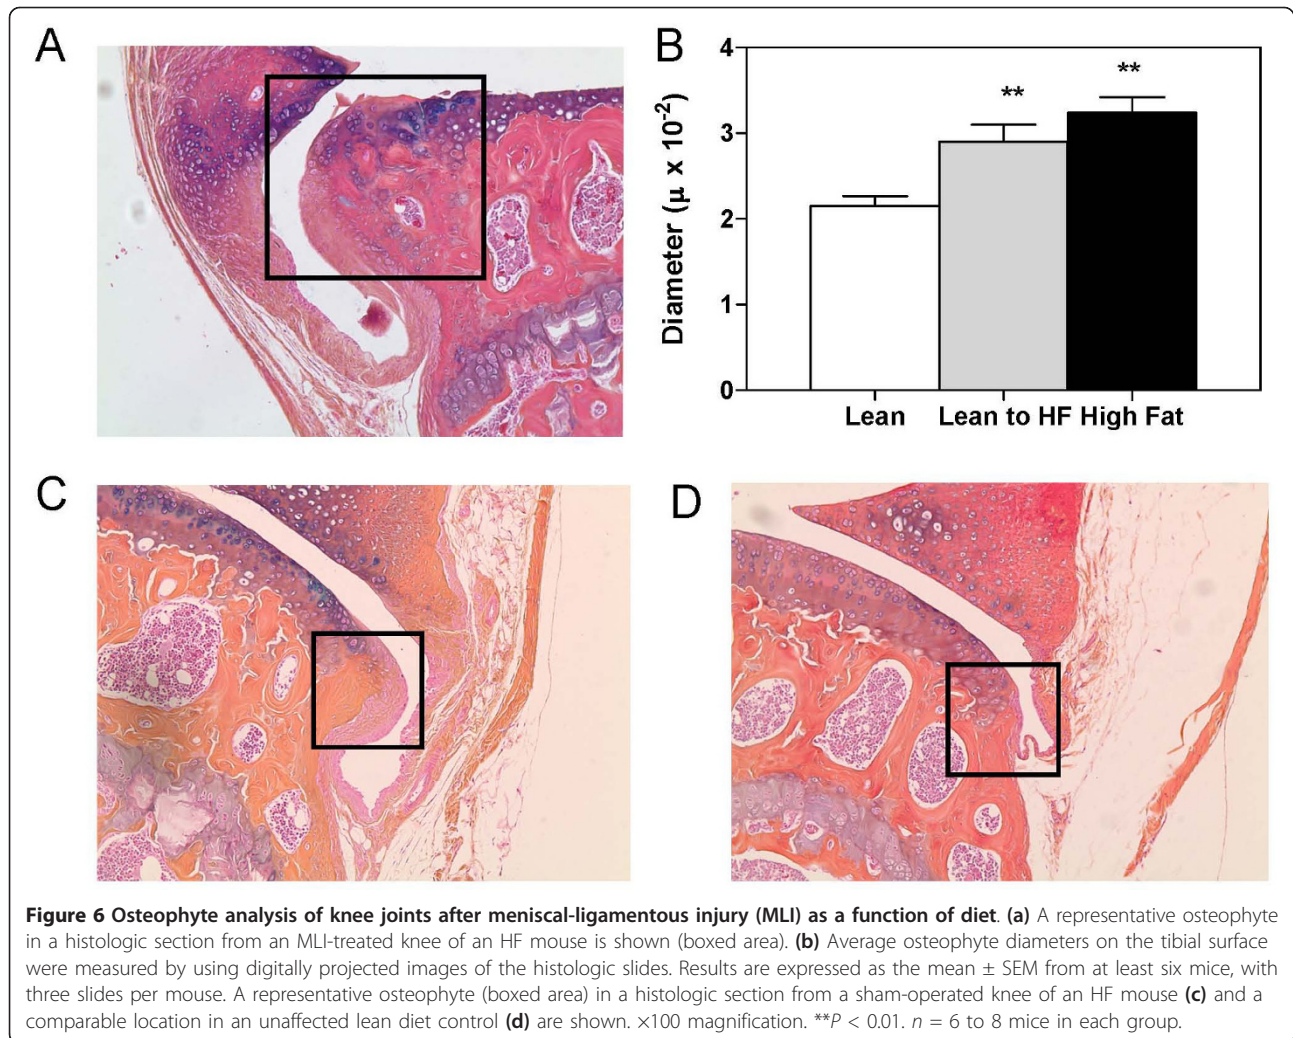 A
B
Diameter (μ x 10-2)
4
3
2
1
0
**
**
Lean Lean to HF High Fat
C
D
Figure 6 Osteophyte analysis of knee joints after meniscal-ligamentous injury (MLI) as a function of diet. (a) A representative osteophyte
in a histologic section from an MLI-treated knee of an HF mouse is shown (boxed area). (b) Average osteophyte diameters on the tibial surface
were measured by using digitally projected images of the histologic slides. Results are expressed as the mean ± SEM from at least six mice, with
three slides per mouse. A representative osteophyte (boxed area) in a histologic section from a sham-operated knee of an HF mouse (c) and a
comparable location in an unaffected lean diet control (d) are shown. ×100 magnification. **P < 0.01. n = 6 to 8 mice in each group.